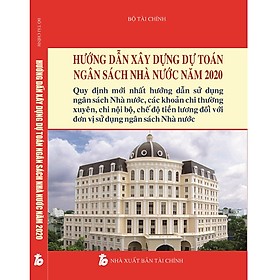 BỘ TÀI CHÍNH
HƯỚNG DẪN XÂY DỰNG DỰ TOÁN
NGÂN SÁCH NHÀ NƯỚC NĂM 2020
Quy định mới nhất hướng dẫn sử dụng
ngân sách Nhà nước, các khoản chi thường
xuyên, chi nội bộ, chế độ tiền lương đối với
đơn vị sử dụng ngân sách Nhà nước
NHÀ XUẤT BẢN TÀI CHÍNH
HƯỚNG DẪN XÂY DỰNG DỰ TOÁN NGÂN SÁCH NHÀ NƯỚC NĂM 2020